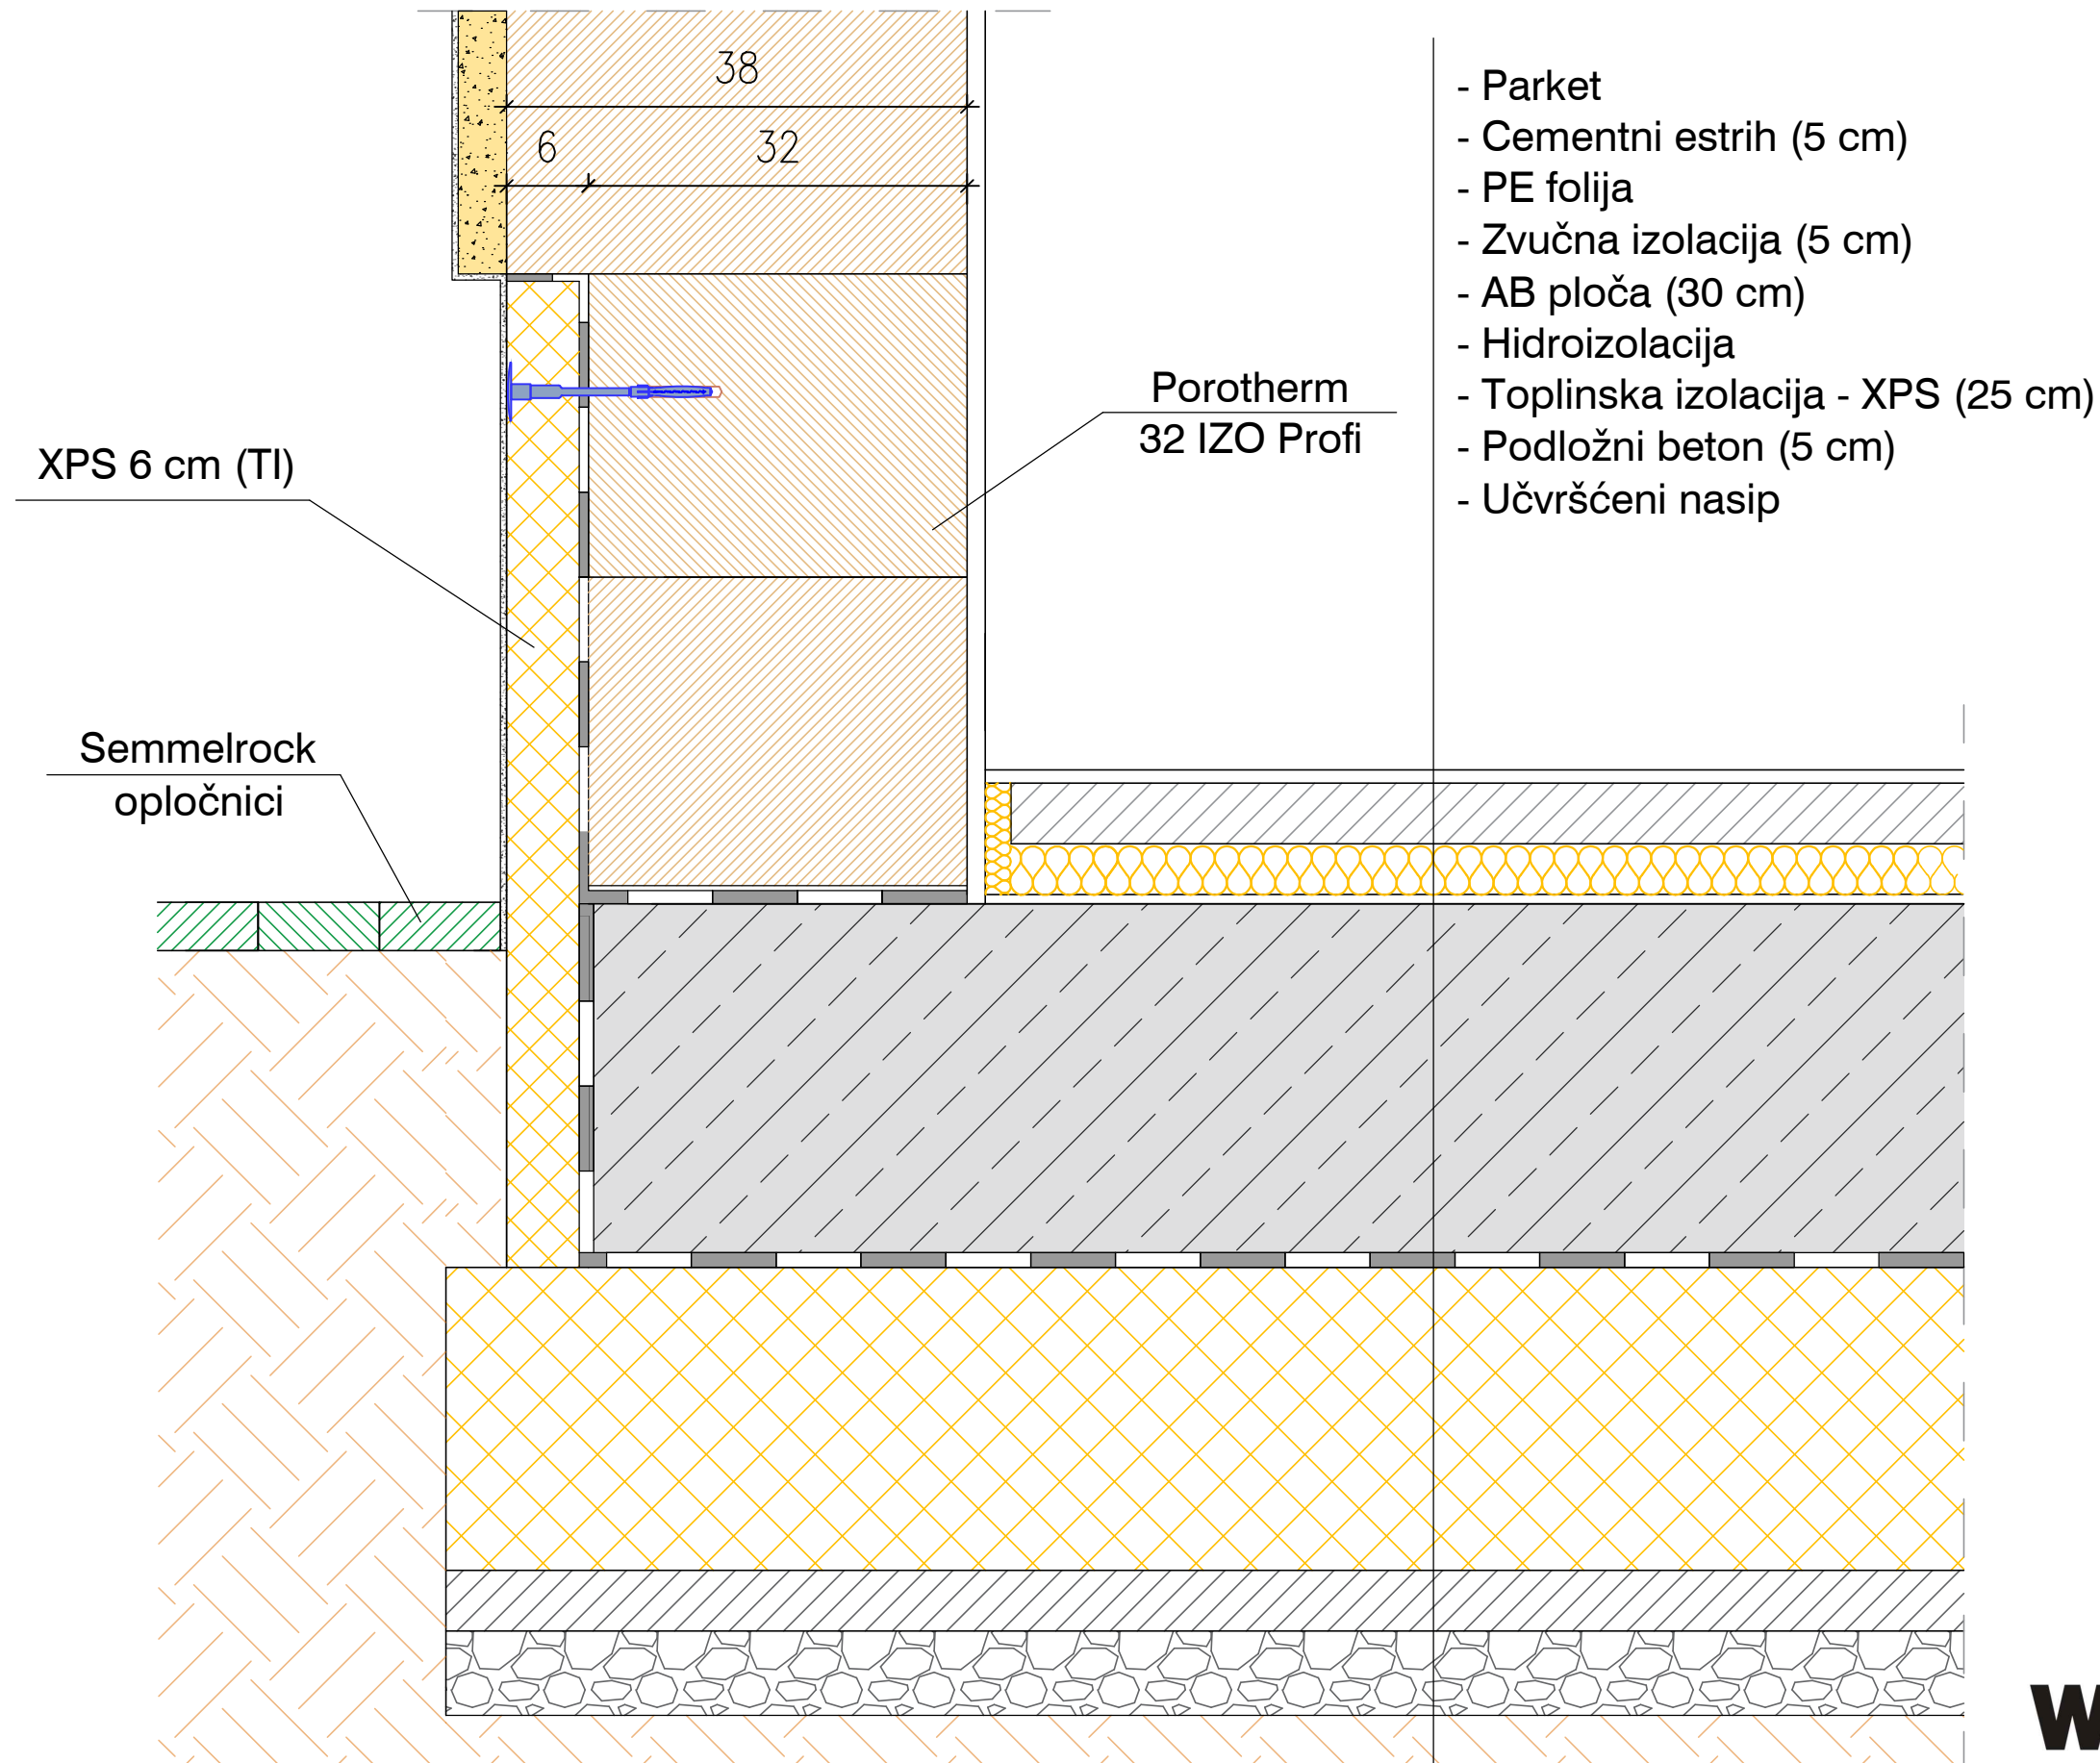 38
6
32
- Parket
- Cementni estrih (5 cm)
- PE folija
- Zvučna izolacija (5 cm)
- AB ploča (30 cm)
- Hidroizolacija
- Toplinska izolacija - XPS (25 cm)
- Podložni beton (5 cm)
- Učvršćeni nasip
Porotherm
32 IZO Profi
XPS 6 cm (TI)
Semmelrock
opločnici
W